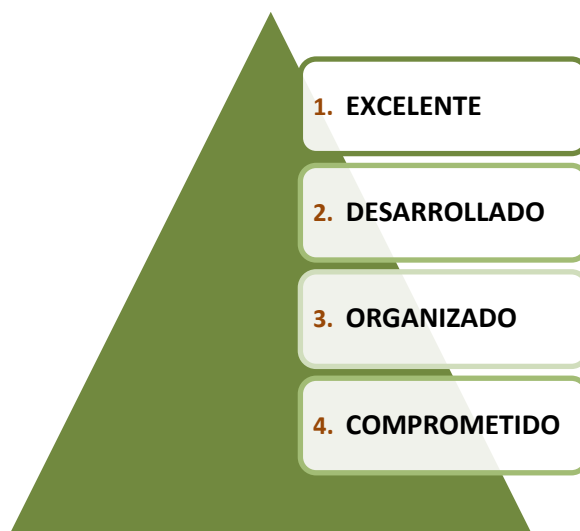 1. EXCELENTE
2. DESARROLLADO
3. ORGANIZADO
4. COMPROMETIDO